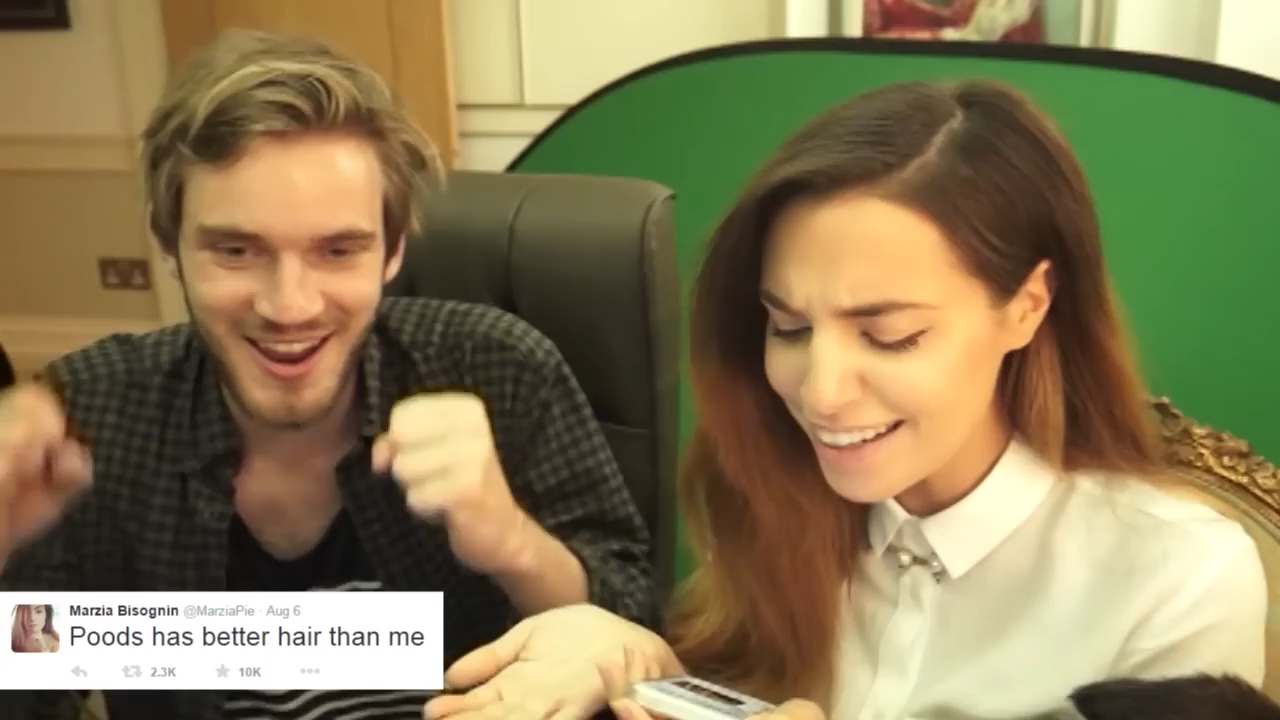 Marzia Bisognin @MarziaPie · Aug 6
Poods has better hair than me
2.3K 10K